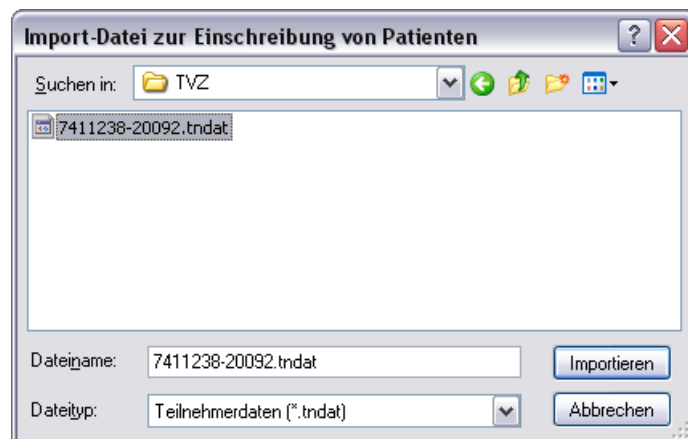 Import-Datei zur Einschreibung von Patienten
Suchen in: TVZ
7411238-20092.tndat
Dateiname: 7411238-20092.tndat Importieren
Dateityp: Teilnehmerdaten (*.tndat) Abbrechen